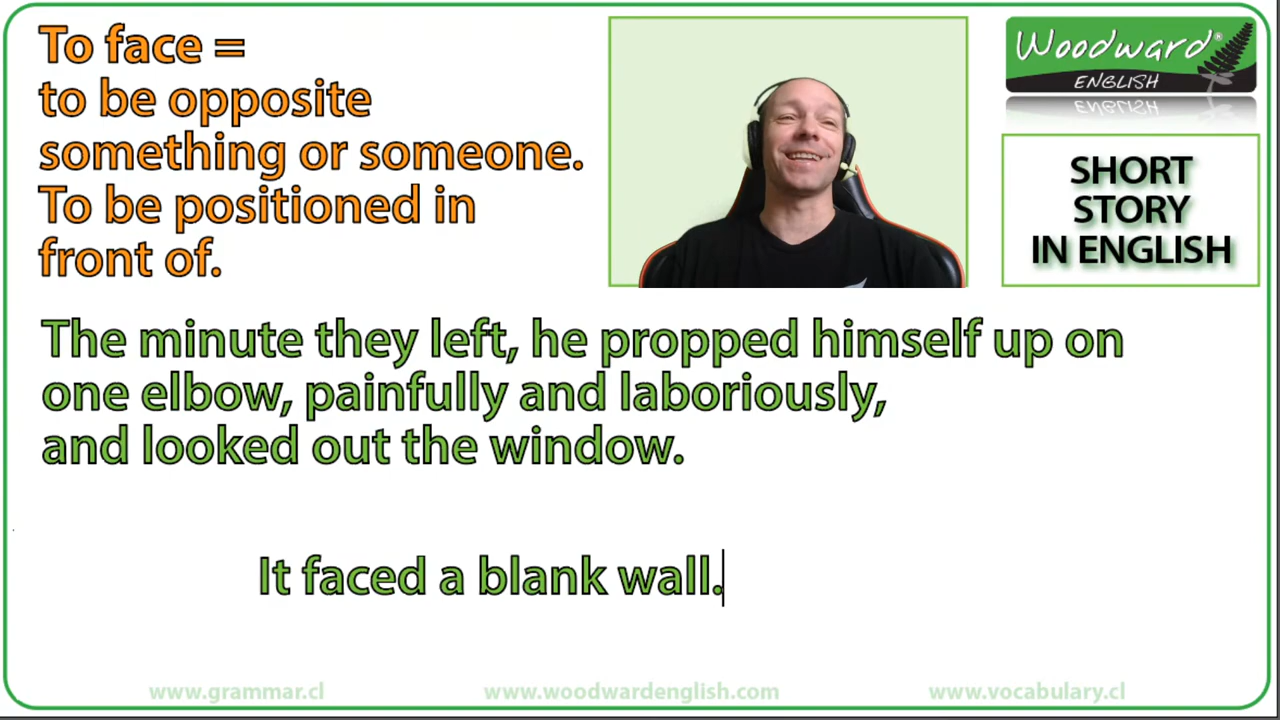 To face =
to be opposite
something or someone.
To be positioned in
front of.
Woodward®
ENGLISH
SHORT
STORY
IN ENGLISH
The minute they left, he propped himself up on
one elbow, painfully and laboriously,
and looked out the window.
It faced a blank wall.
www.grammar.cl
www.woodwardenglish.com
www.vocabulary.cl